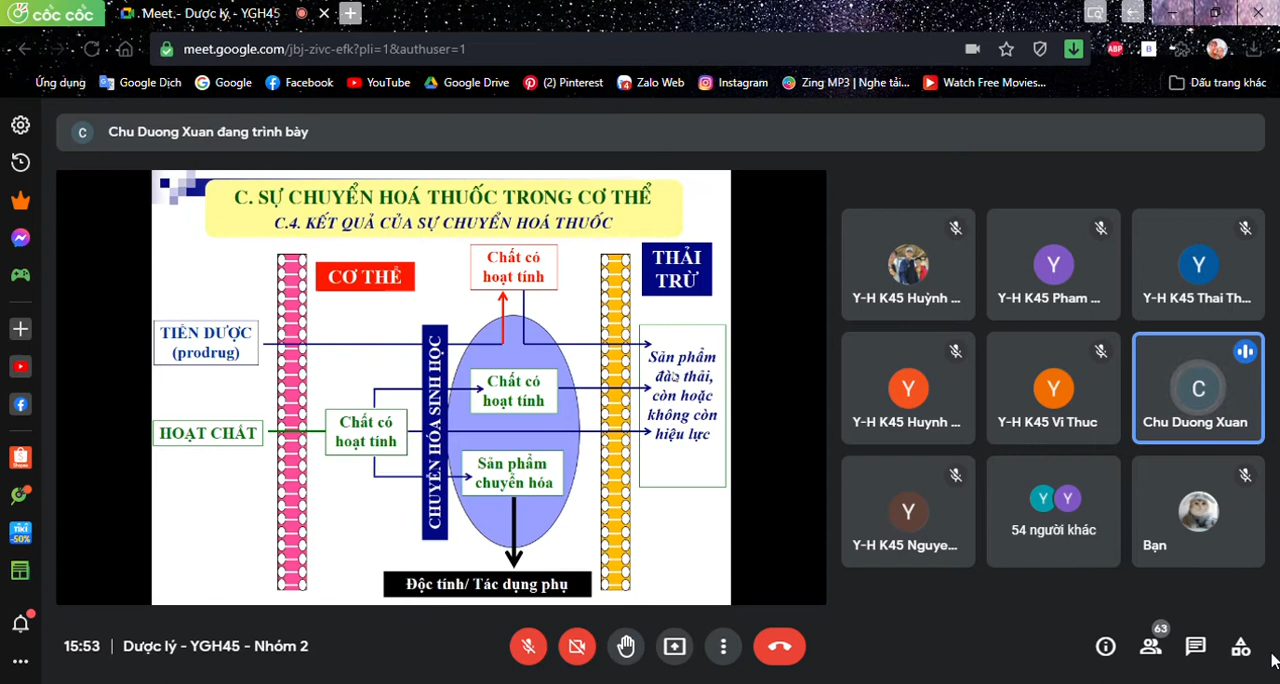 cốc cốc
Meet - Dược lý - YGH45
meet.google.com/jbj-zivc-efk?pli=1&authuser=1
ABP
B
Ứng dụng
Google Dịch
Google
Facebook
YouTube
Google Drive
(2) Pinterest
Zalo Web
Instagram
Zing MP3 | Nghe tải...
Watch Free Movies...
Dấu trang khác
C
Chu Duong Xuan đang trình bày
C. SỰ CHUYỂN HOÁ THUỐC TRONG CƠ THỂ
C.4. KẾT QUẢ CỦA SỰ CHUYỂN HOÁ THUỐC
CƠ THỂ
Chất có
hoạt tính
THẢI
TRỪ
TIỀN DƯỢC
(prodrug)
HOẠT CHẤT
Chất có
hoạt tính
CHUYỂN HÓA SINH HỌC
Chất có
hoạt tính
Sản phẩm
chuyển hóa
Sản phẩm
đào thải,
còn hoặc
không còn
hiệu lực
Độc tính/ Tác dụng phụ
Y-H K45 Huỳnh ...
Y
Y-H K45 Pham ...
Y
Y-H K45 Thai Th...
Y
Y-H K45 Huynh ...
Y
Y-H K45 Vi Thuc
C
Chu Duong Xuan
Y
Y-H K45 Nguye...
Y Y
54 người khác
Bạn
Shopee
TIKI
-50%
15:53 | Dược lý - YGH45 - Nhóm 2
63